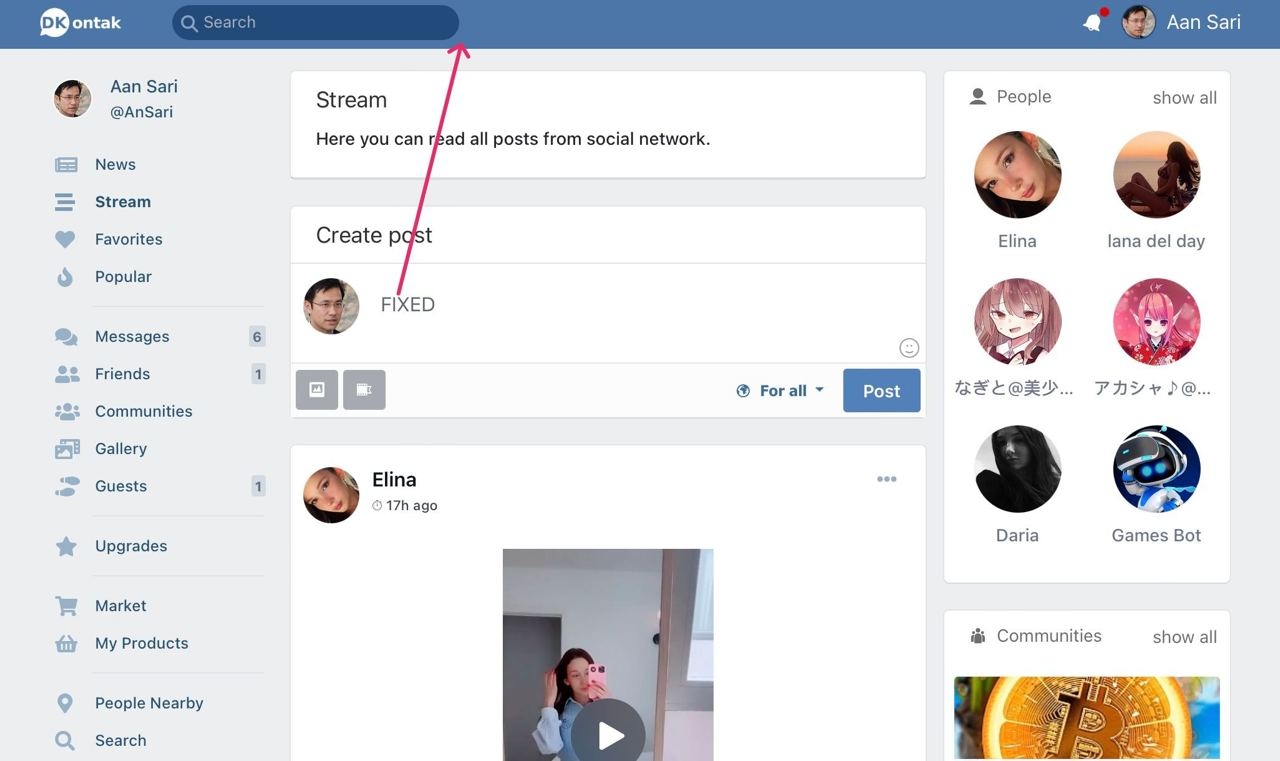 DKontak
Search
Aan Sari
Aan Sari
@AnSari
News
Stream
Favorites
Popular
Messages 6
Friends 1
Communities
Gallery
Guests 1
Upgrades
Market
My Products
People Nearby
Search
Stream
Here you can read all posts from social network.
Create post
FIXED
For all
Post
Elina
17h ago
People show all
Elina lana del day
なぎと@美少... アカシャ♪@...
Daria Games Bot
Communities show all